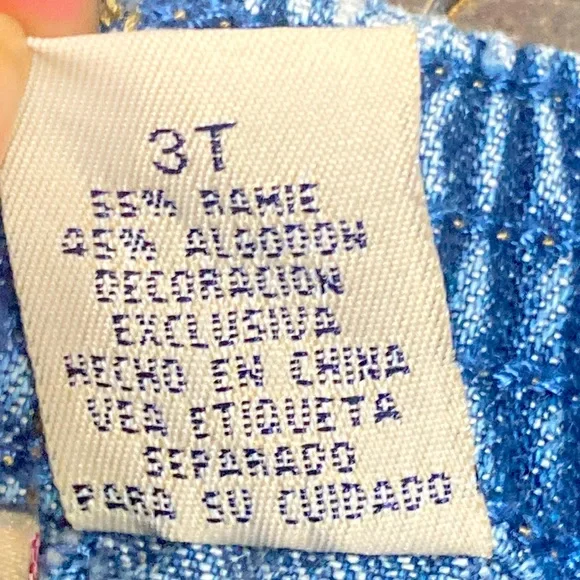 3T
55% RAMIE
45% ALGODON
DECORACION
EXCLUSIVA
HECHO EN CHINA
VEA ETIQUETA
SEPARADO
PARA SU CUIDADO